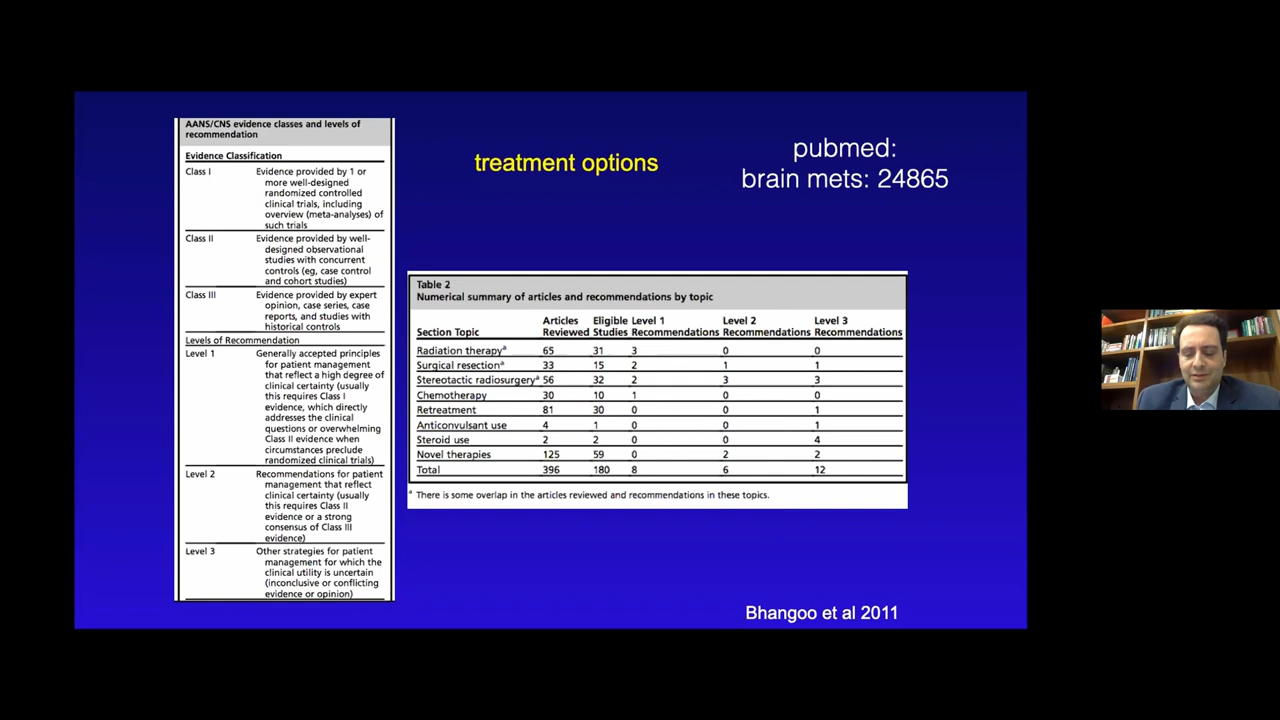 AANS/CNS evidence classes and levels of
recommendation
Evidence Classification
Class I Evidence provided by 1 or
more well-designed
randomized controlled
clinical trials, including
overview (meta-analyses) of
such trials
Class II Evidence provided by well-
designed observational
studies with concurrent
controls (eg, case control
and cohort studies)
Class III Evidence provided by expert
opinion, case series, case
reports, and studies with
historical controls
Levels of Recommendation
Level 1 Generally accepted principles
for patient management
that reflect a high degree of
clinical certainty (usually
this requires Class I
evidence, which directly
addresses the clinical
questions or overwhelming
Class II evidence when
circumstances preclude
randomized clinical trials)
Level 2 Recommendations for patient
management that reflect
clinical certainty (usually
this requires Class II
evidence or a strong
consensus of Class III
evidence)
Level 3 Other strategies for patient
management for which the
clinical utility is uncertain
(inconclusive or conflicting
evidence or opinion)
treatment options
pubmed:
brain mets: 24865
Table 2
Numerical summary of articles and recommendations by topic
Articles Eligible Level 1 Level 2 Level 3
Section Topic Reviewed Studies Recommendations Recommendations Recommendations
Radiation therapyᵃ 65 31 3 0 0
Surgical resectionᵃ 33 15 2 1 1
Stereotactic radiosurgeryᵃ 56 32 2 3 3
Chemotherapy 30 10 1 0 0
Retreatment 81 30 0 0 1
Anticonvulsant use 4 1 0 0 1
Steroid use 2 2 0 0 4
Novel therapies 125 59 0 2 2
Total 396 180 8 6 12
ᵃ There is some overlap in the articles reviewed and recommendations in these topics.
Bhangoo et al 2011